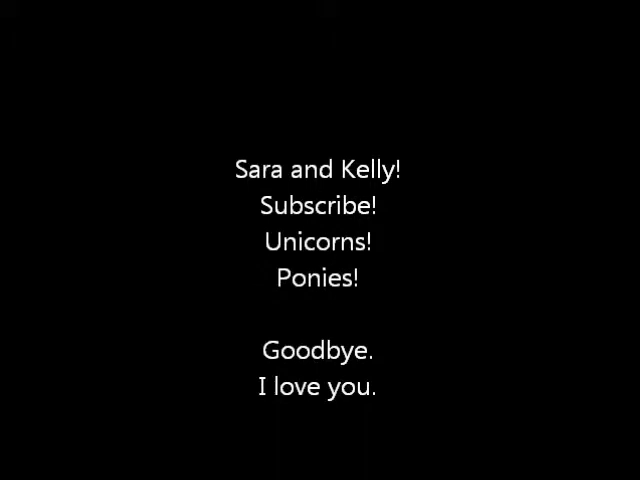 Sara and Kelly!
Subscribe!
Unicorns!
Ponies!
Goodbye.
I love you.